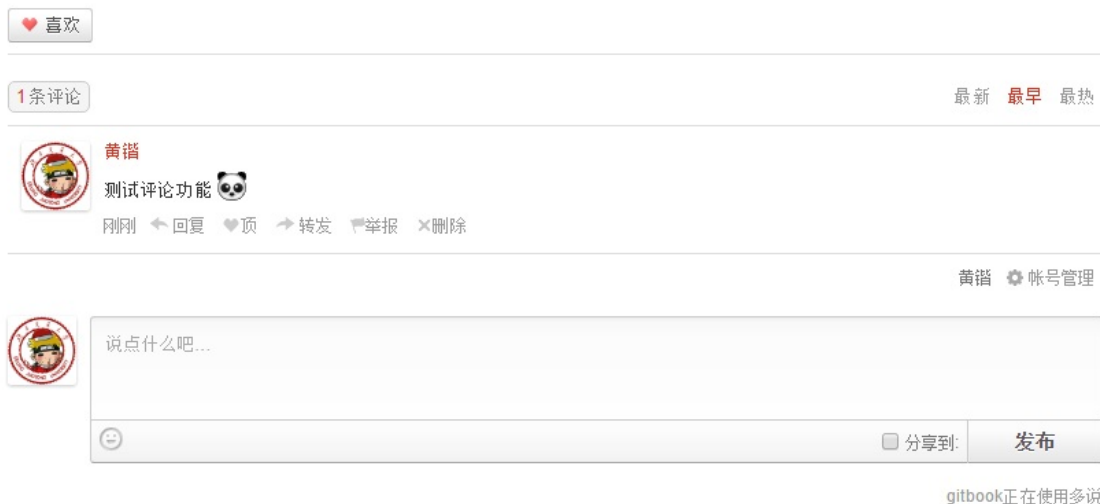 喜欢
1条评论 最新 最早 最热
黄锴
测试评论功能
刚刚 回复 顶 转发 举报 删除
黄锴 帐号管理
说点什么吧...
分享到: 发布
gitbook正在使用多说